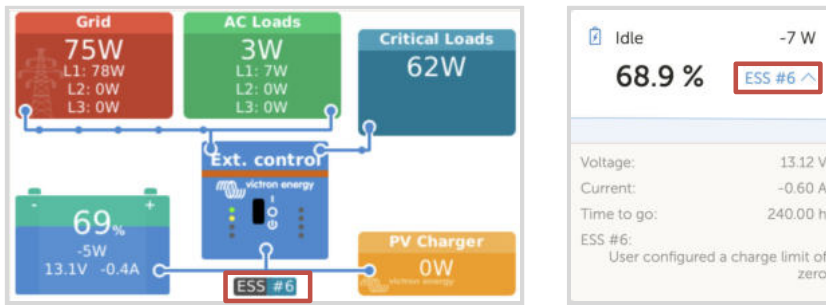 Grid
75W
L1: 78W
L2: 0W
L3: 0W
AC Loads
3W
L1: 7W
L2: 0W
L3: 0W
Critical Loads
62W
Ext. control
victron energy
I
O
- +
69%
-5W
13.1V -0.4A
PV Charger
0W
victron energy
ESS #6
Idle -7 W
68.9 % ESS #6
Voltage: 13.12 V
Current: -0.60 A
Time to go: 240.00 h
ESS #6:
User configured a charge limit of
zero